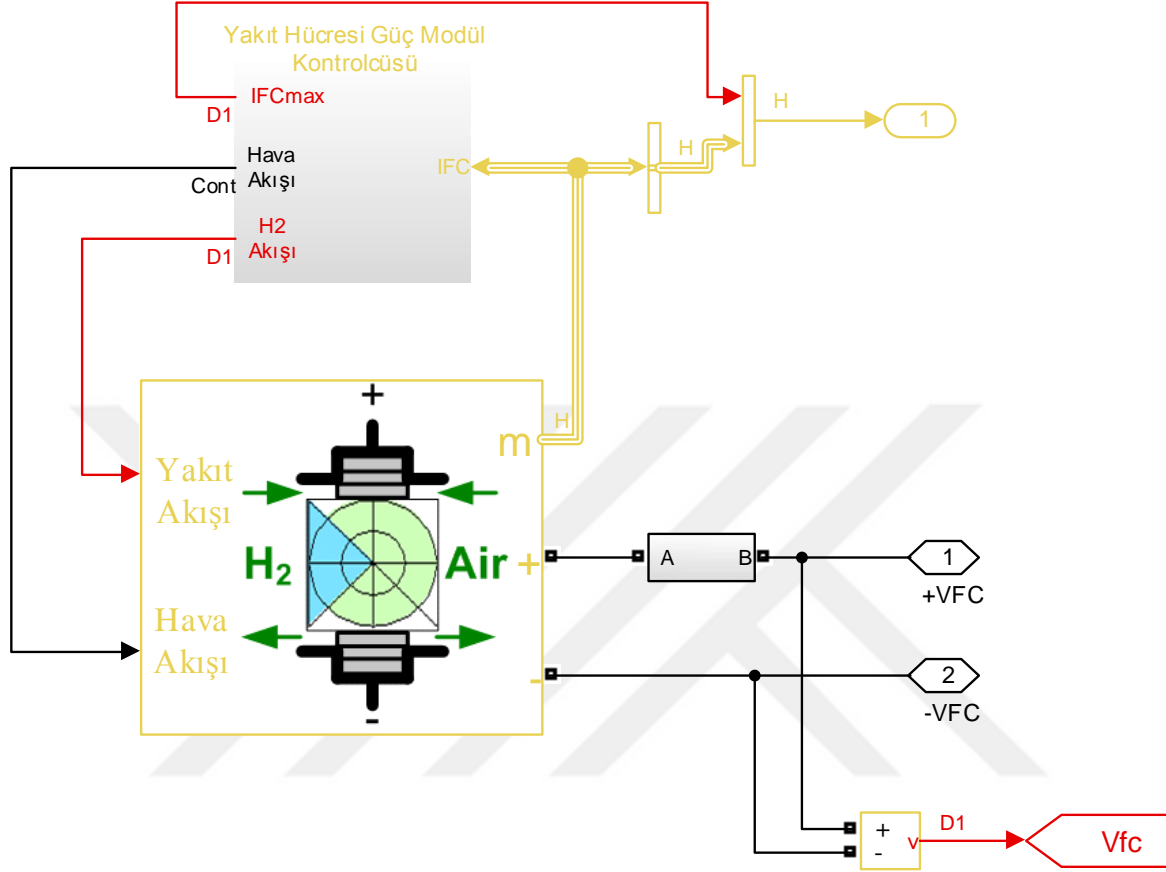 Yakıt Hücresi Güç Modül
Kontrolcüsü
IFCmax
D1
Hava
Akışı
Cont
H2
Akışı
D1
IFC
H
H
1
H
m
+
Yakıt
Akışı
H2
Air
+
Hava
Akışı
-
-
A
B
1
+VFC
2
-VFC
+
-
v
D1
Vfc